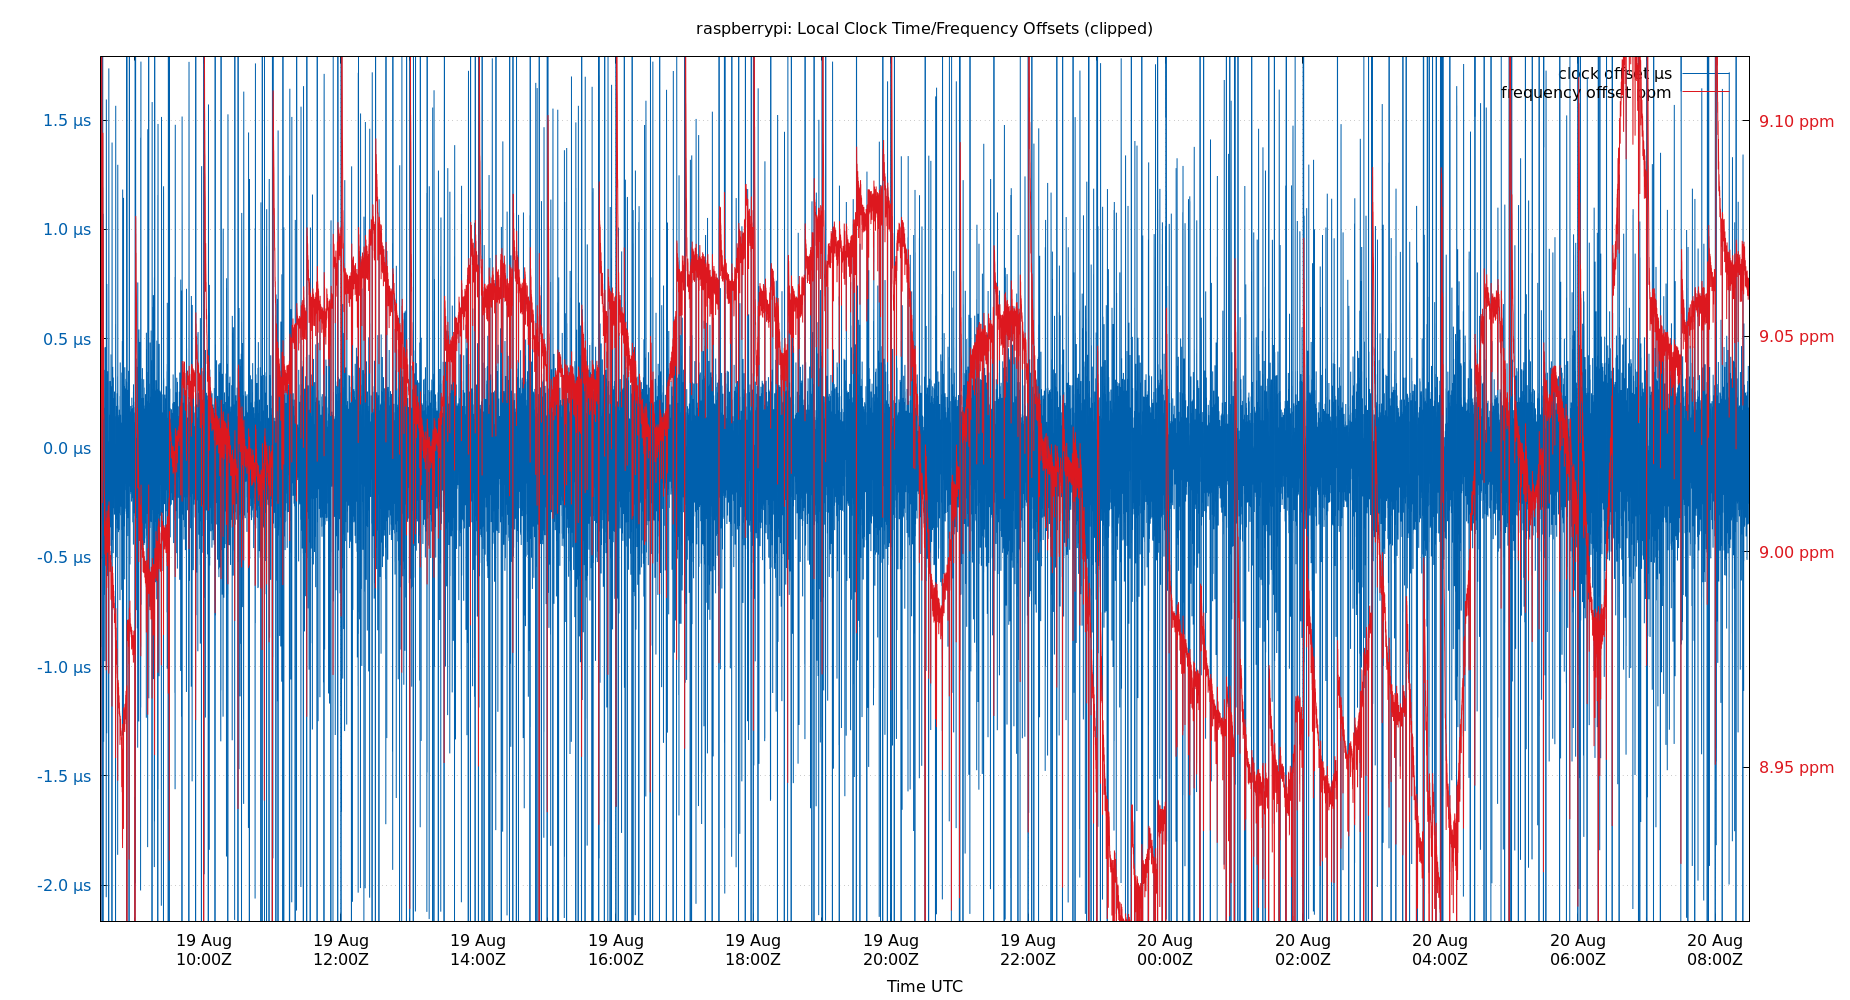 raspberrypi: Local Clock Time/Frequency Offsets (clipped)
clock offset µs
frequency offset ppm
1.5 µs
1.0 µs
0.5 µs
0.0 µs
-0.5 µs
-1.0 µs
-1.5 µs
-2.0 µs
9.10 ppm
9.05 ppm
9.00 ppm
8.95 ppm
19 Aug 19 Aug 19 Aug 19 Aug 19 Aug 19 Aug 19 Aug 20 Aug 20 Aug 20 Aug 20 Aug 20 Aug
10:00Z 12:00Z 14:00Z 16:00Z 18:00Z 20:00Z 22:00Z 00:00Z 02:00Z 04:00Z 06:00Z 08:00Z
Time UTC